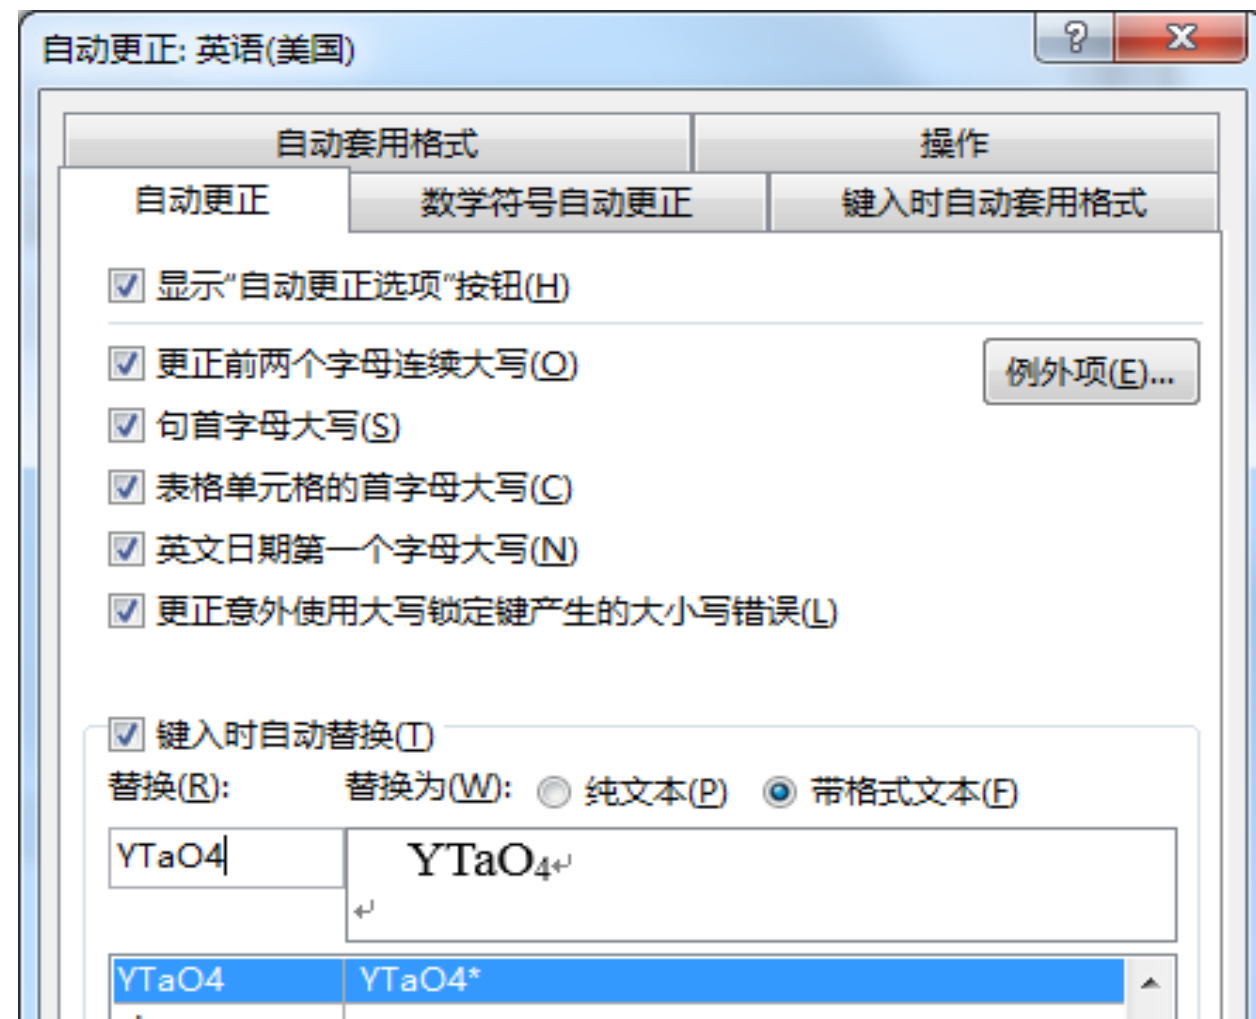 自动更正: 英语(美国)
自动套用格式 操作
自动更正 数学符号自动更正 键入时自动套用格式
显示"自动更正选项"按钮(H)
更正前两个字母连续大写(O) 例外项(E)...
句首字母大写(S)
表格单元格的首字母大写(C)
英文日期第一个字母大写(N)
更正意外使用大写锁定键产生的大小写错误(L)
键入时自动替换(T)
替换(R): 替换为(W): 纯文本(P) 带格式文本(F)
YTaO4 YTaO₄↵
↵
YTaO4 YTaO4*